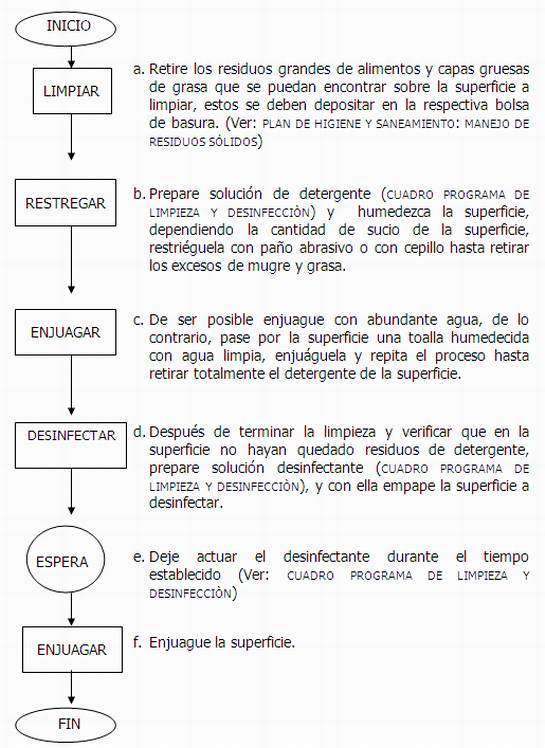 INICIO
LIMPIAR
a. Retire los residuos grandes de alimentos y capas gruesas
de grasa que se puedan encontrar sobre la superficie a
limpiar, estos se deben depositar en la respectiva bolsa
de basura. (Ver: PLAN DE HIGIENE Y SANEAMIENTO: MANEJO DE
RESIDUOS SÓLIDOS)
RESTREGAR
b. Prepare solución de detergente (CUADRO PROGRAMA DE
LIMPIEZA Y DESINFECCIÒN) y humedezca la superficie,
dependiendo la cantidad de sucio de la superficie,
restriéguela con paño abrasivo o con cepillo hasta retirar
los excesos de mugre y grasa.
ENJUAGAR
c. De ser posible enjuague con abundante agua, de lo
contrario, pase por la superficie una toalla humedecida
con agua limpia, enjuáguela y repita el proceso hasta
retirar totalmente el detergente de la superficie.
DESINFECTAR
d. Después de terminar la limpieza y verificar que en la
superficie no hayan quedado residuos de detergente,
prepare solución desinfectante (CUADRO PROGRAMA DE
LIMPIEZA Y DESINFECCIÒN), y con ella empape la superficie a
desinfectar.
ESPERA
e. Deje actuar el desinfectante durante el tiempo
establecido (Ver: CUADRO PROGRAMA DE LIMPIEZA Y
DESINFECCIÒN)
ENJUAGAR
f. Enjuague la superficie.
FIN